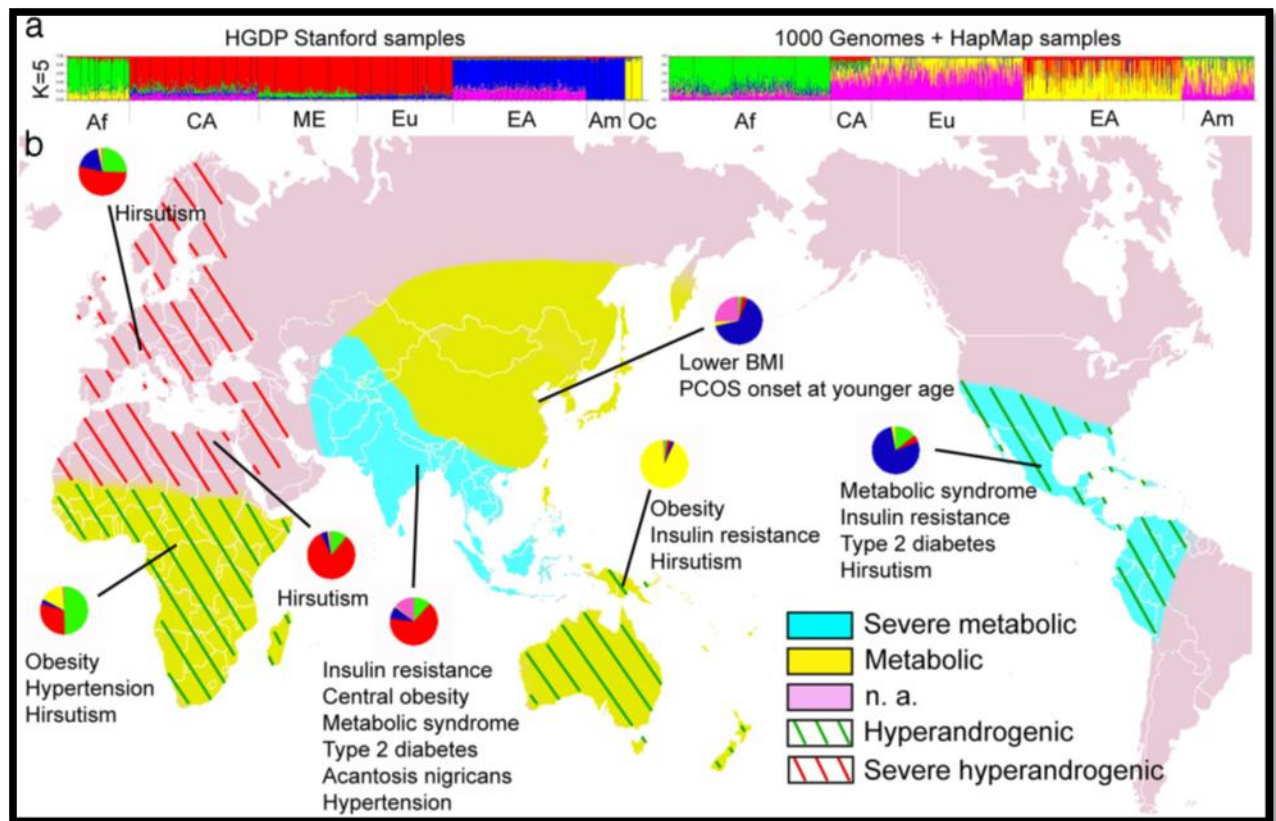 a
HGDP Stanford samples
1000 Genomes + HapMap samples
K=5
Af CA ME Eu EA Am Oc
Af CA Eu EA Am
b
Hirsutism
Lower BMI
PCOS onset at younger age
Obesity
Insulin resistance
Hirsutism
Metabolic syndrome
Insulin resistance
Type 2 diabetes
Hirsutism
Hirsutism
Obesity
Hypertension
Hirsutism
Insulin resistance
Central obesity
Metabolic syndrome
Type 2 diabetes
Acantosis nigricans
Hypertension
Severe metabolic
Metabolic
n. a.
Hyperandrogenic
Severe hyperandrogenic